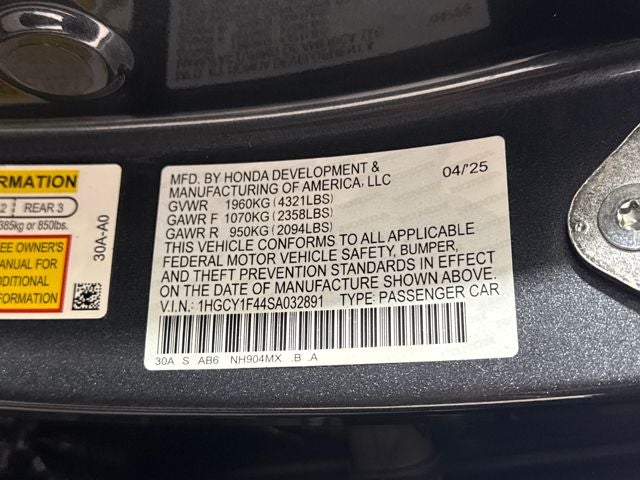 RMATION
2 REAR 3
385kg or 850lbs.
EE OWNER'S
ANUAL FOR
ADDITIONAL
FORMATION
30A-A0
MFD. BY HONDA DEVELOPMENT & 04/'25
MANUFACTURING OF AMERICA, LLC
GVWR 1960KG(4321LBS)
GAWR F 1070KG(2358LBS)
GAWR R 950KG(2094LBS)
THIS VEHICLE CONFORMS TO ALL APPLICABLE
FEDERAL MOTOR VEHICLE SAFETY, BUMPER,
AND THEFT PREVENTION STANDARDS IN EFFECT
ON THE DATE OF MANUFACTURE SHOWN ABOVE.
V.I.N.: 1HGCY1F44SA032891 TYPE: PASSENGER CAR
30A S AB6 NH904MX .B .A